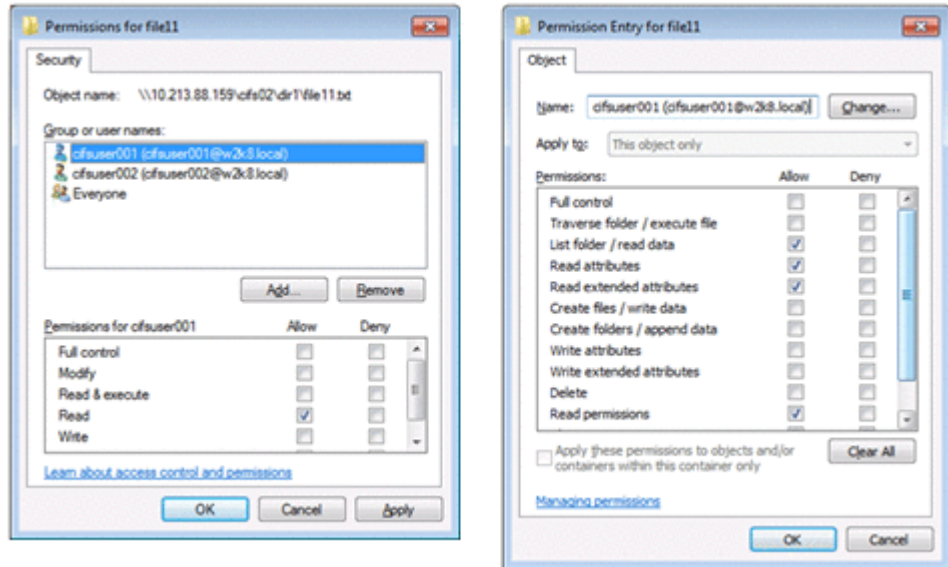 Permissions for file11
Security
Object name: \\10.213.88.159\cifs02\dir1\file11.txt
Group or user names:
cifsuser001 (cifsuser001@w2k8.local)
cifsuser002 (cifsuser002@w2k8.local)
Everyone
Add...
Remove
Permissions for cifsuser001 Allow Deny
Full control
Modify
Read & execute
Read
Write
Learn about access control and permissions
OK Cancel Apply
Permission Entry for file11
Object
Name: cifsuser001 (cifsuser001@w2k8.local) Change...
Apply to: This object only
Permissions: Allow Deny
Full control
Traverse folder / execute file
List folder / read data
Read attributes
Read extended attributes
Create files / write data
Create folders / append data
Write attributes
Write extended attributes
Delete
Read permissions
Apply these permissions to objects and/or
containers within this container only
Clear All
Managing permissions
OK Cancel